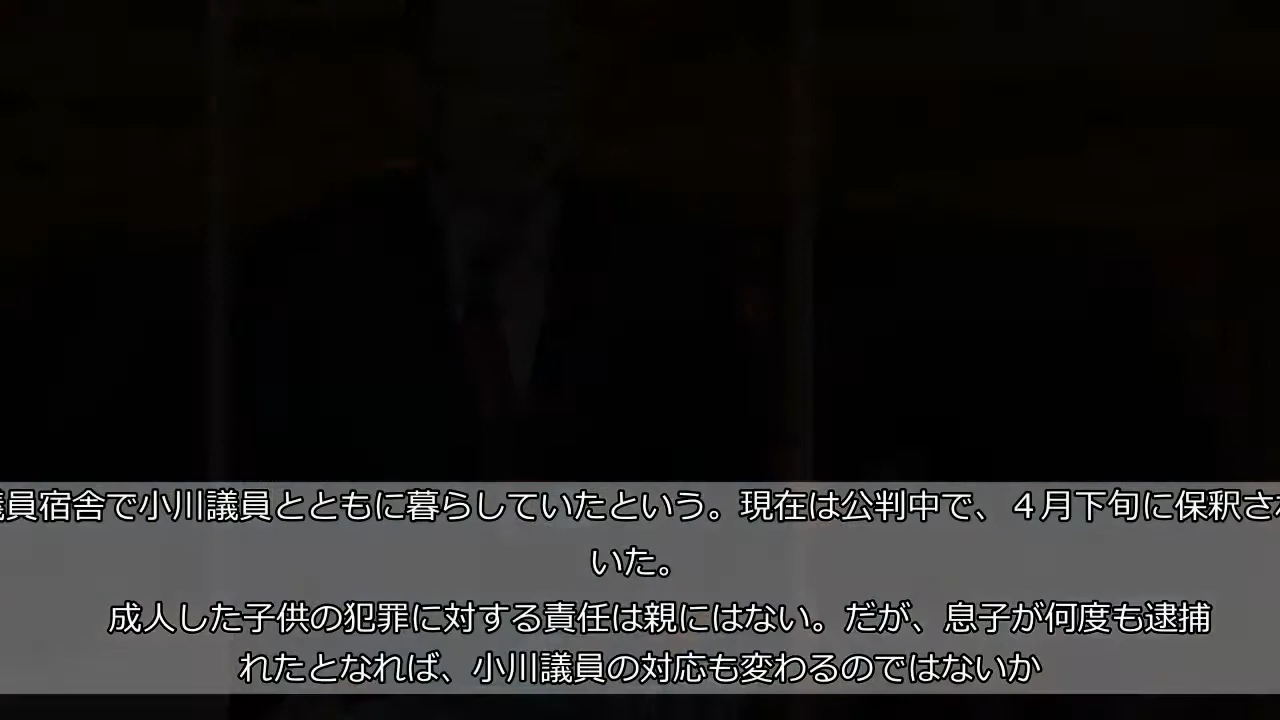 議員宿舎で小川議員とともに暮らしていたという。現在は公判中で、４月下旬に保釈さ
いた。
成人した子供の犯罪に対する責任は親にはない。だが、息子が何度も逮捕
れたとなれば、小川議員の対応も変わるのではないか